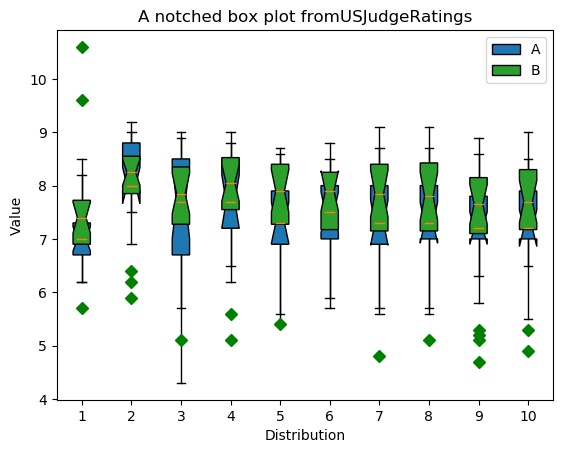 A notched box plot fromUSJudgeRatings
A
B
10
9
8
7
6
5
4
Value
1 2 3 4 5 6 7 8 9 10
Distribution